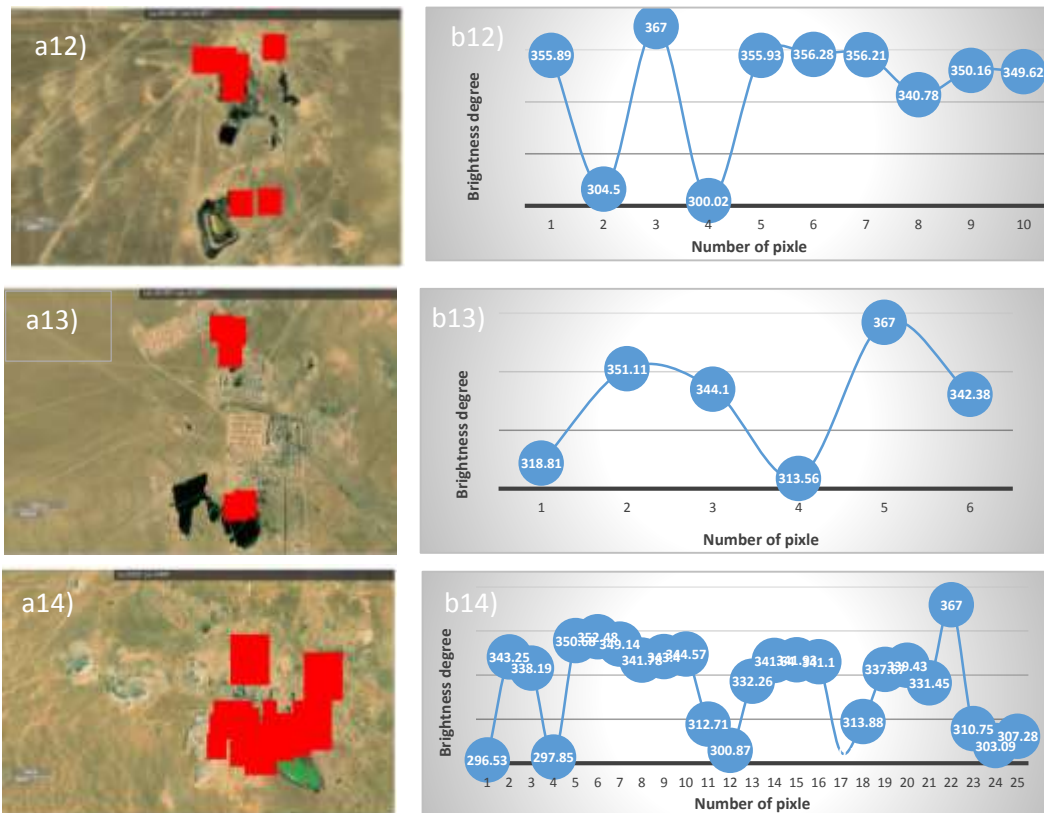 a12)
b12)
Brightness degree
355.89
304.5
367
300.02
355.93
356.28
356.21
340.78
350.16
349.62
1 2 3 4 5 6 7 8 9 10
Number of pixle
a13)
b13)
Brightness degree
318.81
351.11
344.1
313.56
367
342.38
1 2 3 4 5 6
Number of pixle
a14)
b14)
Brightness degree
296.53
343.25
338.19
297.85
350.68
352.48
349.14
341.78
344.57
312.71
300.87
332.26
341.1
313.88
339.43
331.45
367
310.75
303.09
307.28
1 2 3 4 5 6 7 8 9 10 11 12 13 14 15 16 17 18 19 20 21 22 23 24 25
Number of pixle